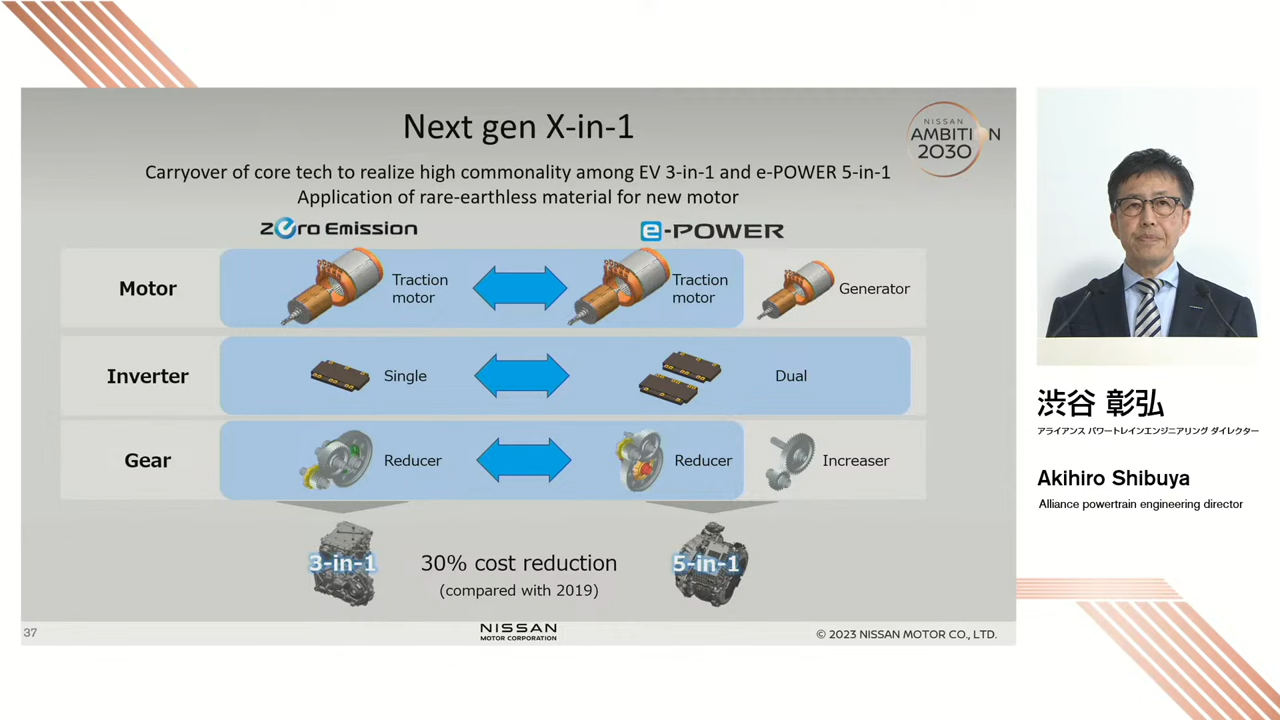 Next gen X-in-1
NISSAN
AMBITION
2030
Carryover of core tech to realize high commonality among EV 3-in-1 and e-POWER 5-in-1
Application of rare-earthless material for new motor
Zero Emission
e-POWER
Motor
Traction
motor
Traction
motor
Generator
Inverter
Single
Dual
Gear
Reducer
Reducer
Increaser
3-in-1
30% cost reduction
(compared with 2019)
5-in-1
37
NISSAN
MOTOR CORPORATION
© 2023 NISSAN MOTOR CO., LTD.
渋谷 彰弘
アライアンス パワートレインエンジニアリング ダイレクター
Akihiro Shibuya
Alliance powertrain engineering director